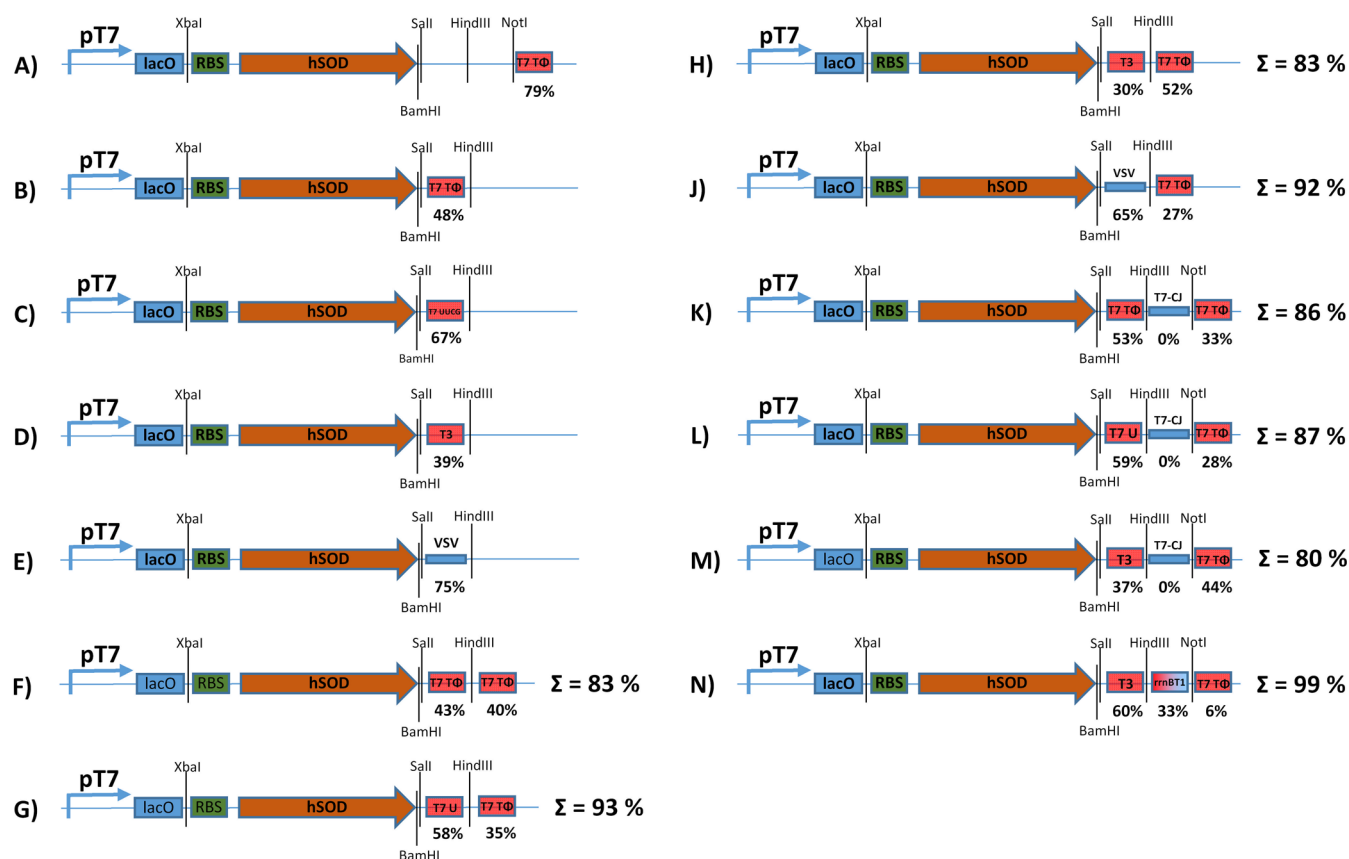 A)
pT7
XbaI
SalI
HindIII
NotI
lacO
RBS
hSOD
T7 TΦ
79%
BamHI
B)
pT7
XbaI
SalI
HindIII
lacO
RBS
hSOD
T7 TΦ
48%
BamHI
C)
pT7
XbaI
SalI
HindIII
lacO
RBS
hSOD
T7 UUCG
67%
BamHI
D)
pT7
XbaI
SalI
HindIII
lacO
RBS
hSOD
T3
39%
BamHI
E)
pT7
XbaI
SalI
HindIII
VSV
lacO
RBS
hSOD
75%
BamHI
F)
pT7
XbaI
SalI
HindIII
lacO
RBS
hSOD
T7 TΦ
T7 TΦ
Σ = 83 %
43%
40%
BamHI
G)
pT7
XbaI
SalI
HindIII
lacO
RBS
hSOD
T7 U
T7 TΦ
Σ = 93 %
58%
35%
BamHI
H)
pT7
XbaI
SalI
HindIII
lacO
RBS
hSOD
T3
T7 TΦ
Σ = 83 %
30%
52%
BamHI
J)
pT7
XbaI
SalI
HindIII
VSV
lacO
RBS
hSOD
T7 TΦ
Σ = 92 %
65%
27%
BamHI
K)
pT7
XbaI
SalI
HindIII
NotI
T7-CJ
lacO
RBS
hSOD
T7 TΦ
T7 TΦ
Σ = 86 %
53%
0%
33%
BamHI
L)
pT7
XbaI
SalI
HindIII
NotI
T7-CJ
lacO
RBS
hSOD
T7 U
T7 TΦ
Σ = 87 %
59%
0%
28%
BamHI
M)
pT7
XbaI
SalI
HindIII
NotI
T7-CJ
lacO
RBS
hSOD
T3
T7 TΦ
Σ = 80 %
37%
0%
44%
BamHI
N)
pT7
XbaI
SalI
HindIII
NotI
lacO
RBS
hSOD
T3
rrnBT1
T7 TΦ
Σ = 99 %
60%
33%
6%
BamHI